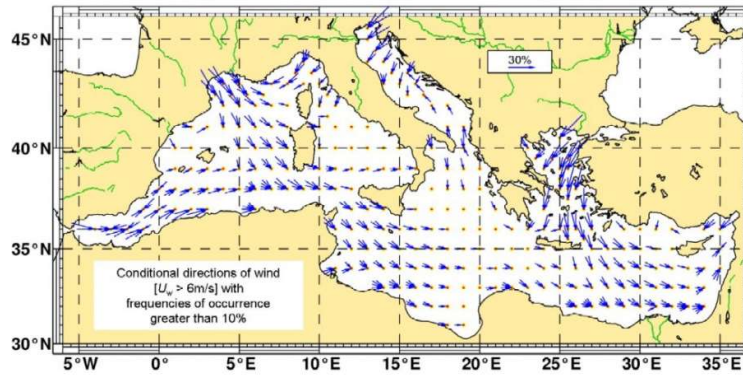 45°N
40°N
35°N
30°N
30%
Conditional directions of wind
[Uw > 6m/s] with
frequencies of occurrence
greater than 10%
5°W 0° 5°E 10°E 15°E 20°E 25°E 30°E 35°E